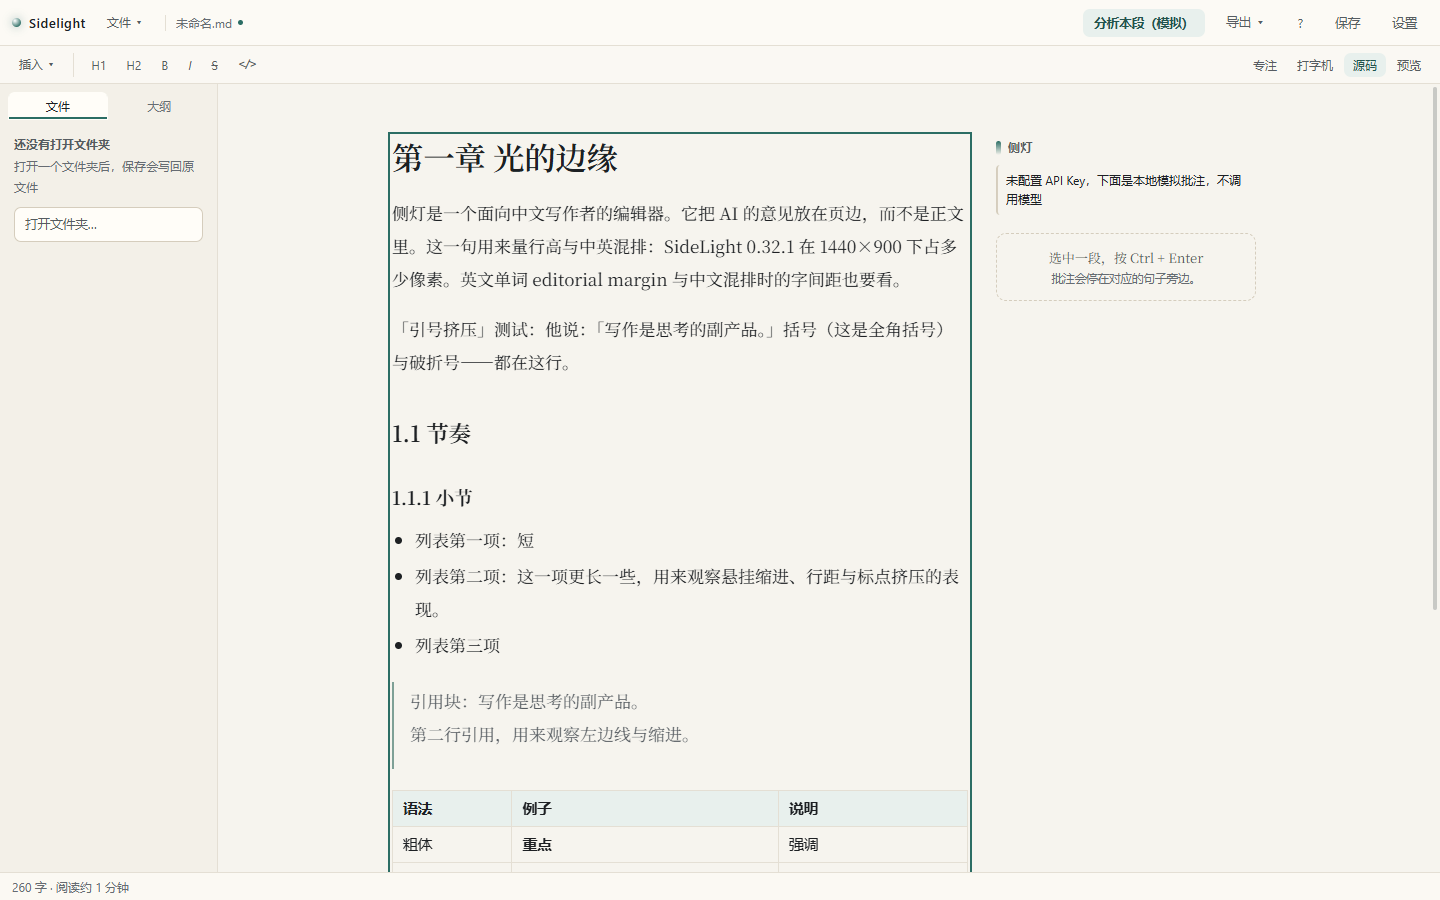 Sidelight 文件 未命名.md 分析本段（模拟） 导出 ? 保存 设置
插入 H1 H2 B I S </> 专注 打字机 源码 预览
文件 大纲
还没有打开文件夹
打开一个文件夹后，保存会写回原
文件
打开文件夹...
第一章 光的边缘
侧灯是一个面向中文写作者的编辑器。它把 AI 的意见放在页边，而不是正文
里。这一句用来量行高与中英混排：SideLight 0.32.1 在 1440×900 下占多
少像素。英文单词 editorial margin 与中文混排时的字间距也要看。
「引号挤压」测试：他说：「写作是思考的副产品。」括号（这是全角括号）
与破折号——都在这行。
1.1 节奏
1.1.1 小节
列表第一项：短
列表第二项：这一项更长一些，用来观察悬挂缩进、行距与标点挤压的表
现。
列表第三项
引用块：写作是思考的副产品。
第二行引用，用来观察左边线与缩进。
语法 例子 说明
粗体 重点 强调
侧灯
未配置 API Key，下面是本地模拟批注，不调
用模型
选中一段，按 Ctrl + Enter
批注会停在对应的句子旁边。
260 字 · 阅读约 1 分钟